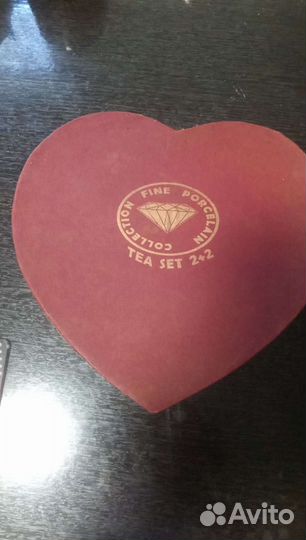 FINE PORCELAIN COLLECTION
TEA SET 2+2
Avito